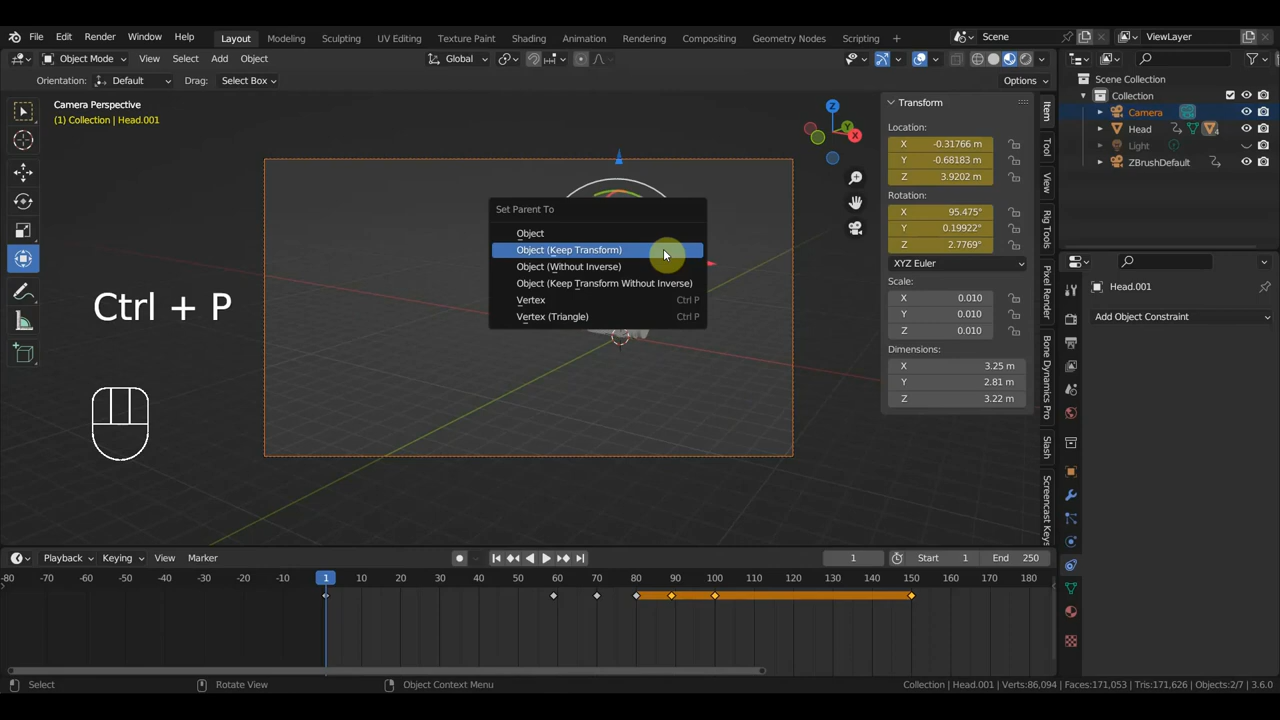 File Edit Render Window Help Layout Modeling Sculpting UV Editing Texture Paint Shading Animation Rendering Compositing Geometry Nodes Scripting + Scene ViewLayer
Object Mode View Select Add Object Global
Orientation: Default Drag: Select Box Options
Camera Perspective
(1) Collection | Head.001
Z
Y
X
Transform
Location:
X -0.31766 m
Y -0.68183 m
Z 3.9202 m
Rotation:
X 95.475°
Y 0.19922°
Z 2.7769°
XYZ Euler
Scale:
X 0.010
Y 0.010
Z 0.010
Dimensions:
X 3.25 m
Y 2.81 m
Z 3.22 m
Item
Tool
View
Rig Tools
Pixel Render
Bone Dynamics Pro
Slash
Screencast Keys
Scene Collection
Collection
Camera
Head
Light
ZBrushDefault
Head.001
Add Object Constraint
Set Parent To
Object
Object (Keep Transform)
Object (Without Inverse)
Object (Keep Transform Without Inverse)
Vertex Ctrl P
Vertex (Triangle) Ctrl P
Ctrl + P
Playback Keying View Marker 1 Start 1 End 250
-80 -70 -60 -50 -40 -30 -20 -10 1 10 20 30 40 50 60 70 80 90 100 110 120 130 140 150 160 170 180
Select Rotate View Object Context Menu Collection | Head.001 | Verts:86,094 | Faces:171,053 | Tris:171,626 | Objects:2/7 | 3.6.0